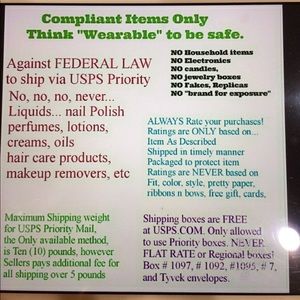 Compliant Items Only
Think "Wearable" to be safe.
Against FEDERAL LAW
to ship via USPS Priority
No, no, no, never...
Liquids... nail Polish
perfumes, lotions,
creams, oils
hair care products,
makeup removers, etc
NO Household items
NO Electronics
NO candles,
NO jewelry boxes
NO Fakes, Replicas
NO "brand for exposure"
ALWAYS Rate your purchases!
Ratings are ONLY based on...
Item As Described
Shipped in timely manner
Packaged to protect item
Ratings are NEVER based on
Fit, color, style, pretty paper,
ribbons n bows, free gift, cards,
Maximum Shipping weight
for USPS Priority Mail,
the Only available method,
is Ten (10) pounds, however
Sellers pays additional fee for
all shipping over 5 pounds
Shipping boxes are FREE
at USPS.COM. Only allowed
to use Priority boxes. NEVER
FLAT RATE or Regional boxes!
Box # 1097, # 1092, #1095, # 7,
and Tyvek envelopes.